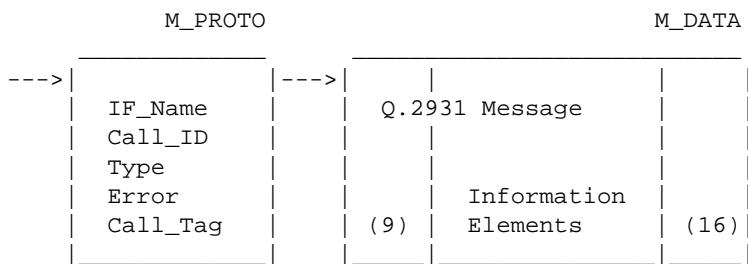 M_PROTO M_DATA
--->| |--->|
IF_Name Q.2931 Message
Call_ID
Type
Error Information
Call_Tag (9) Elements (16)